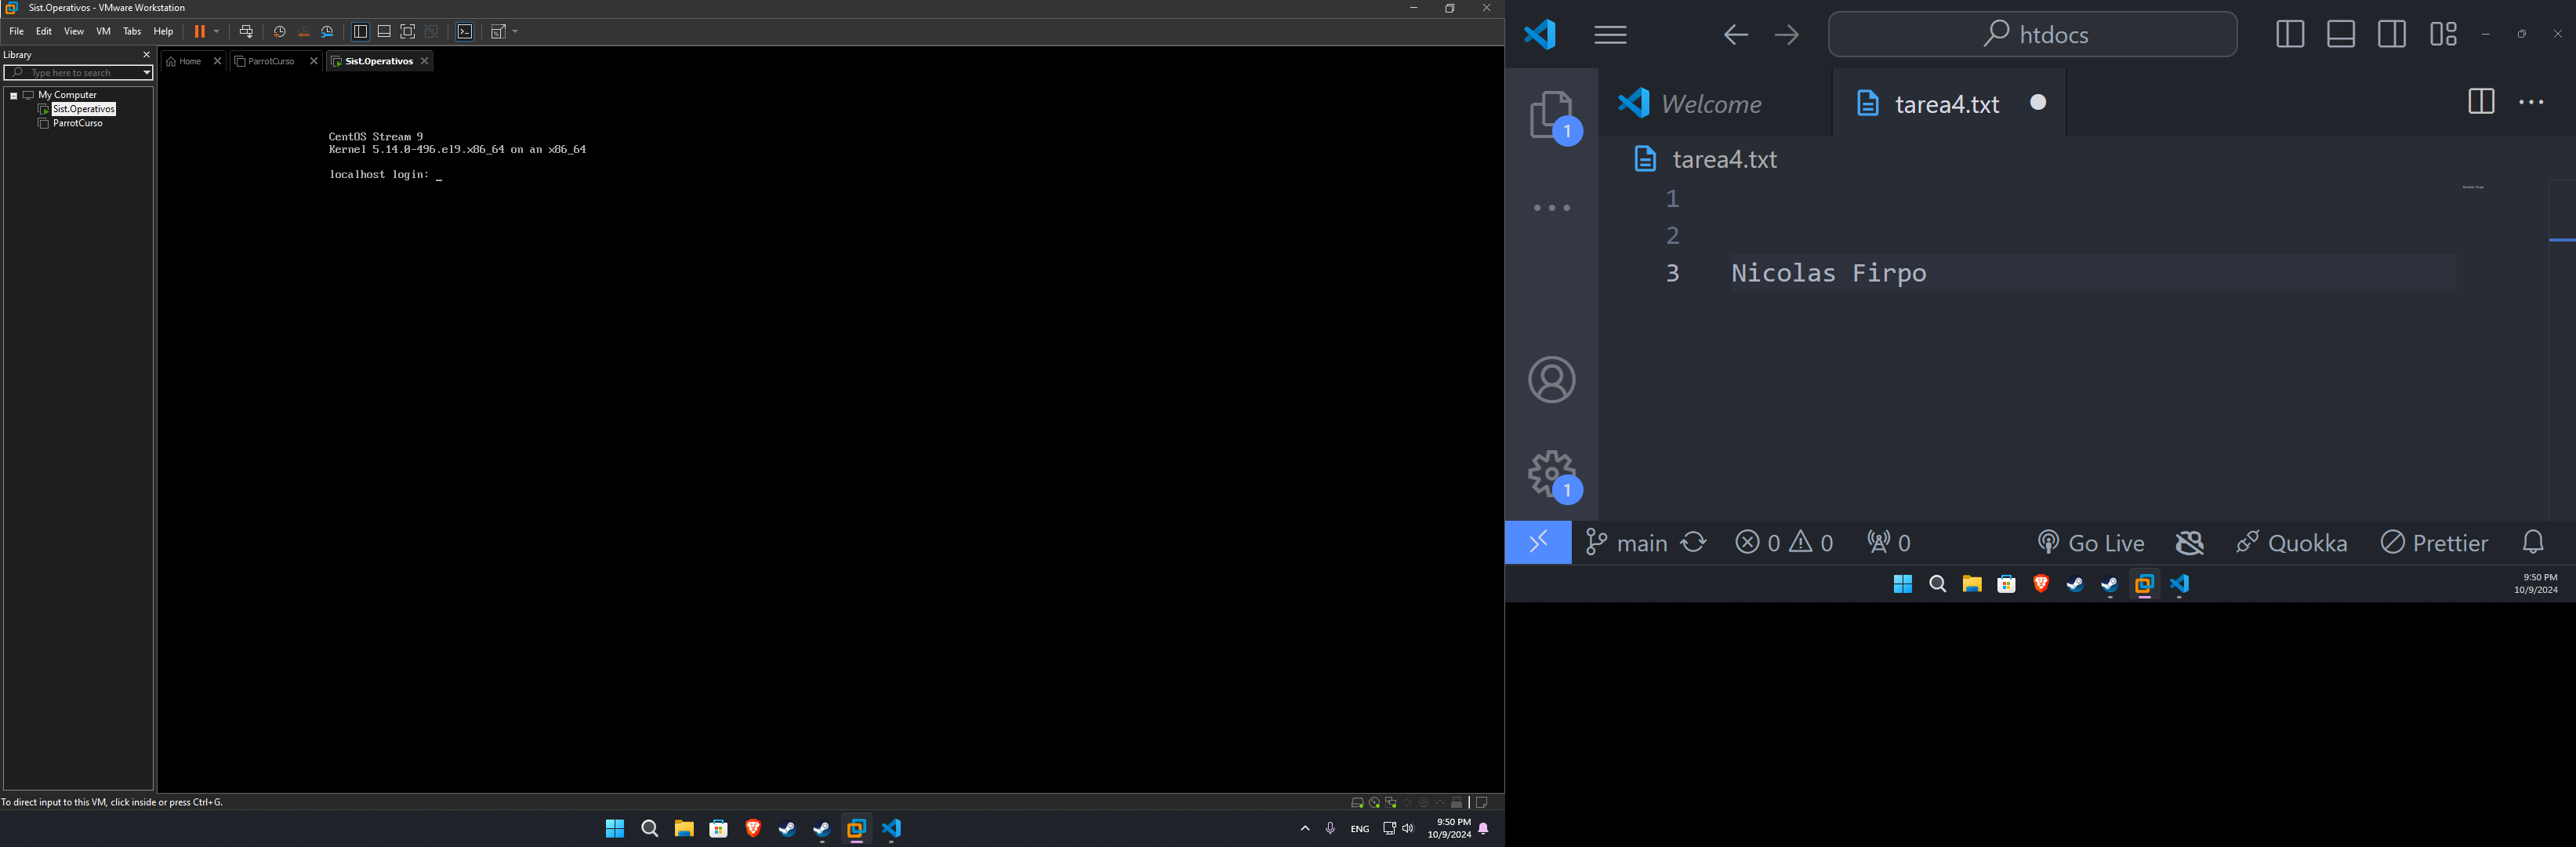 Sist.Operativos - VMware Workstation
File Edit View VM Tabs Help
Library
Type here to search
My Computer
Sist.Operativos
ParrotCurso
Home ParrotCurso Sist.Operativos
CentOS Stream 9
Kernel 5.14.0-496.el9.x86_64 on an x86_64
localhost login: _
To direct input to this VM, click inside or press Ctrl+G.
ENG
9:50 PM
10/9/2024
htdocs
Welcome tarea4.txt
tarea4.txt
1
2
3 Nicolas Firpo
1
1
main 0 0 0 Go Live Quokka Prettier
9:50 PM
10/9/2024